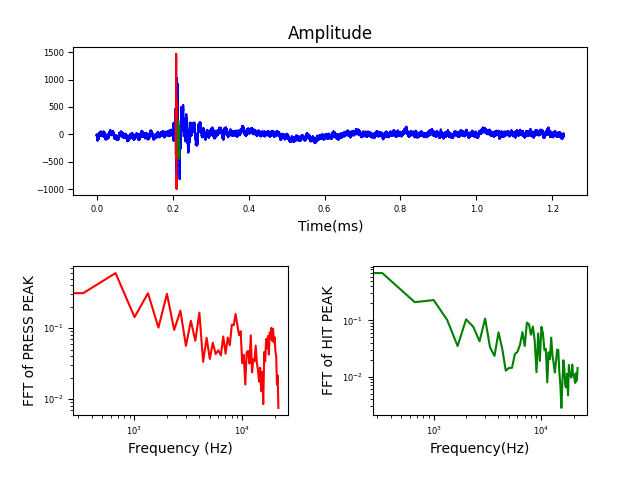 Amplitude
1500
1000
500
0
−500
−1000
0.0 0.2 0.4 0.6 0.8 1.0 1.2
Time(ms)
FFT of PRESS PEAK
10⁻¹
10⁻²
10³ 10⁴
Frequency (Hz)
FFT of HIT PEAK
10⁻¹
10⁻²
10³ 10⁴
Frequency(Hz)